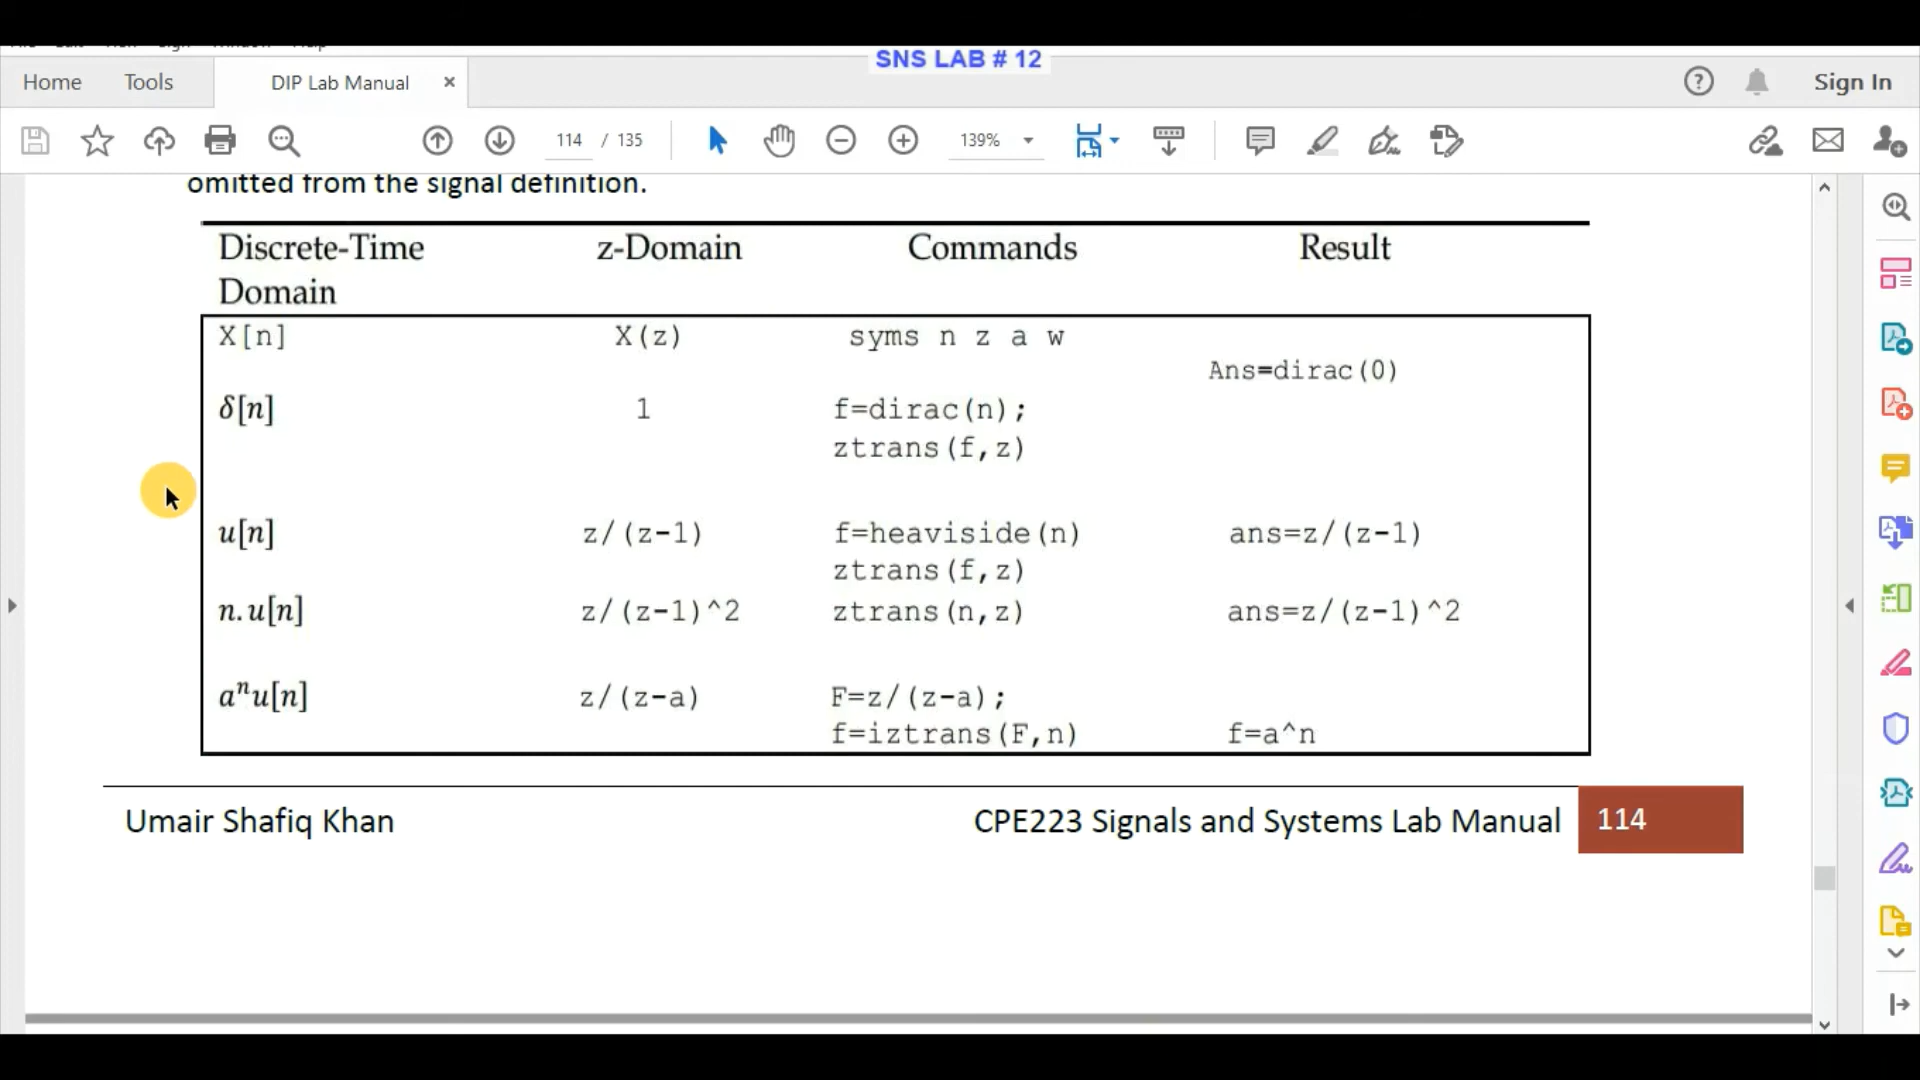 SNS LAB # 12
Home Tools DIP Lab Manual × Sign In
114 / 135 139%
omitted from the signal definition.
Discrete-Time z-Domain Commands Result
Domain
X[n] X(z) syms n z a w
Ans=dirac(0)
δ[n] 1 f=dirac(n);
ztrans(f,z)
u[n] z/(z-1) f=heaviside(n) ans=z/(z-1)
ztrans(f,z)
n.u[n] z/(z-1)^2 ztrans(n,z) ans=z/(z-1)^2
aⁿu[n] z/(z-a) F=z/(z-a);
f=iztrans(F,n) f=a^n
Umair Shafiq Khan CPE223 Signals and Systems Lab Manual 114